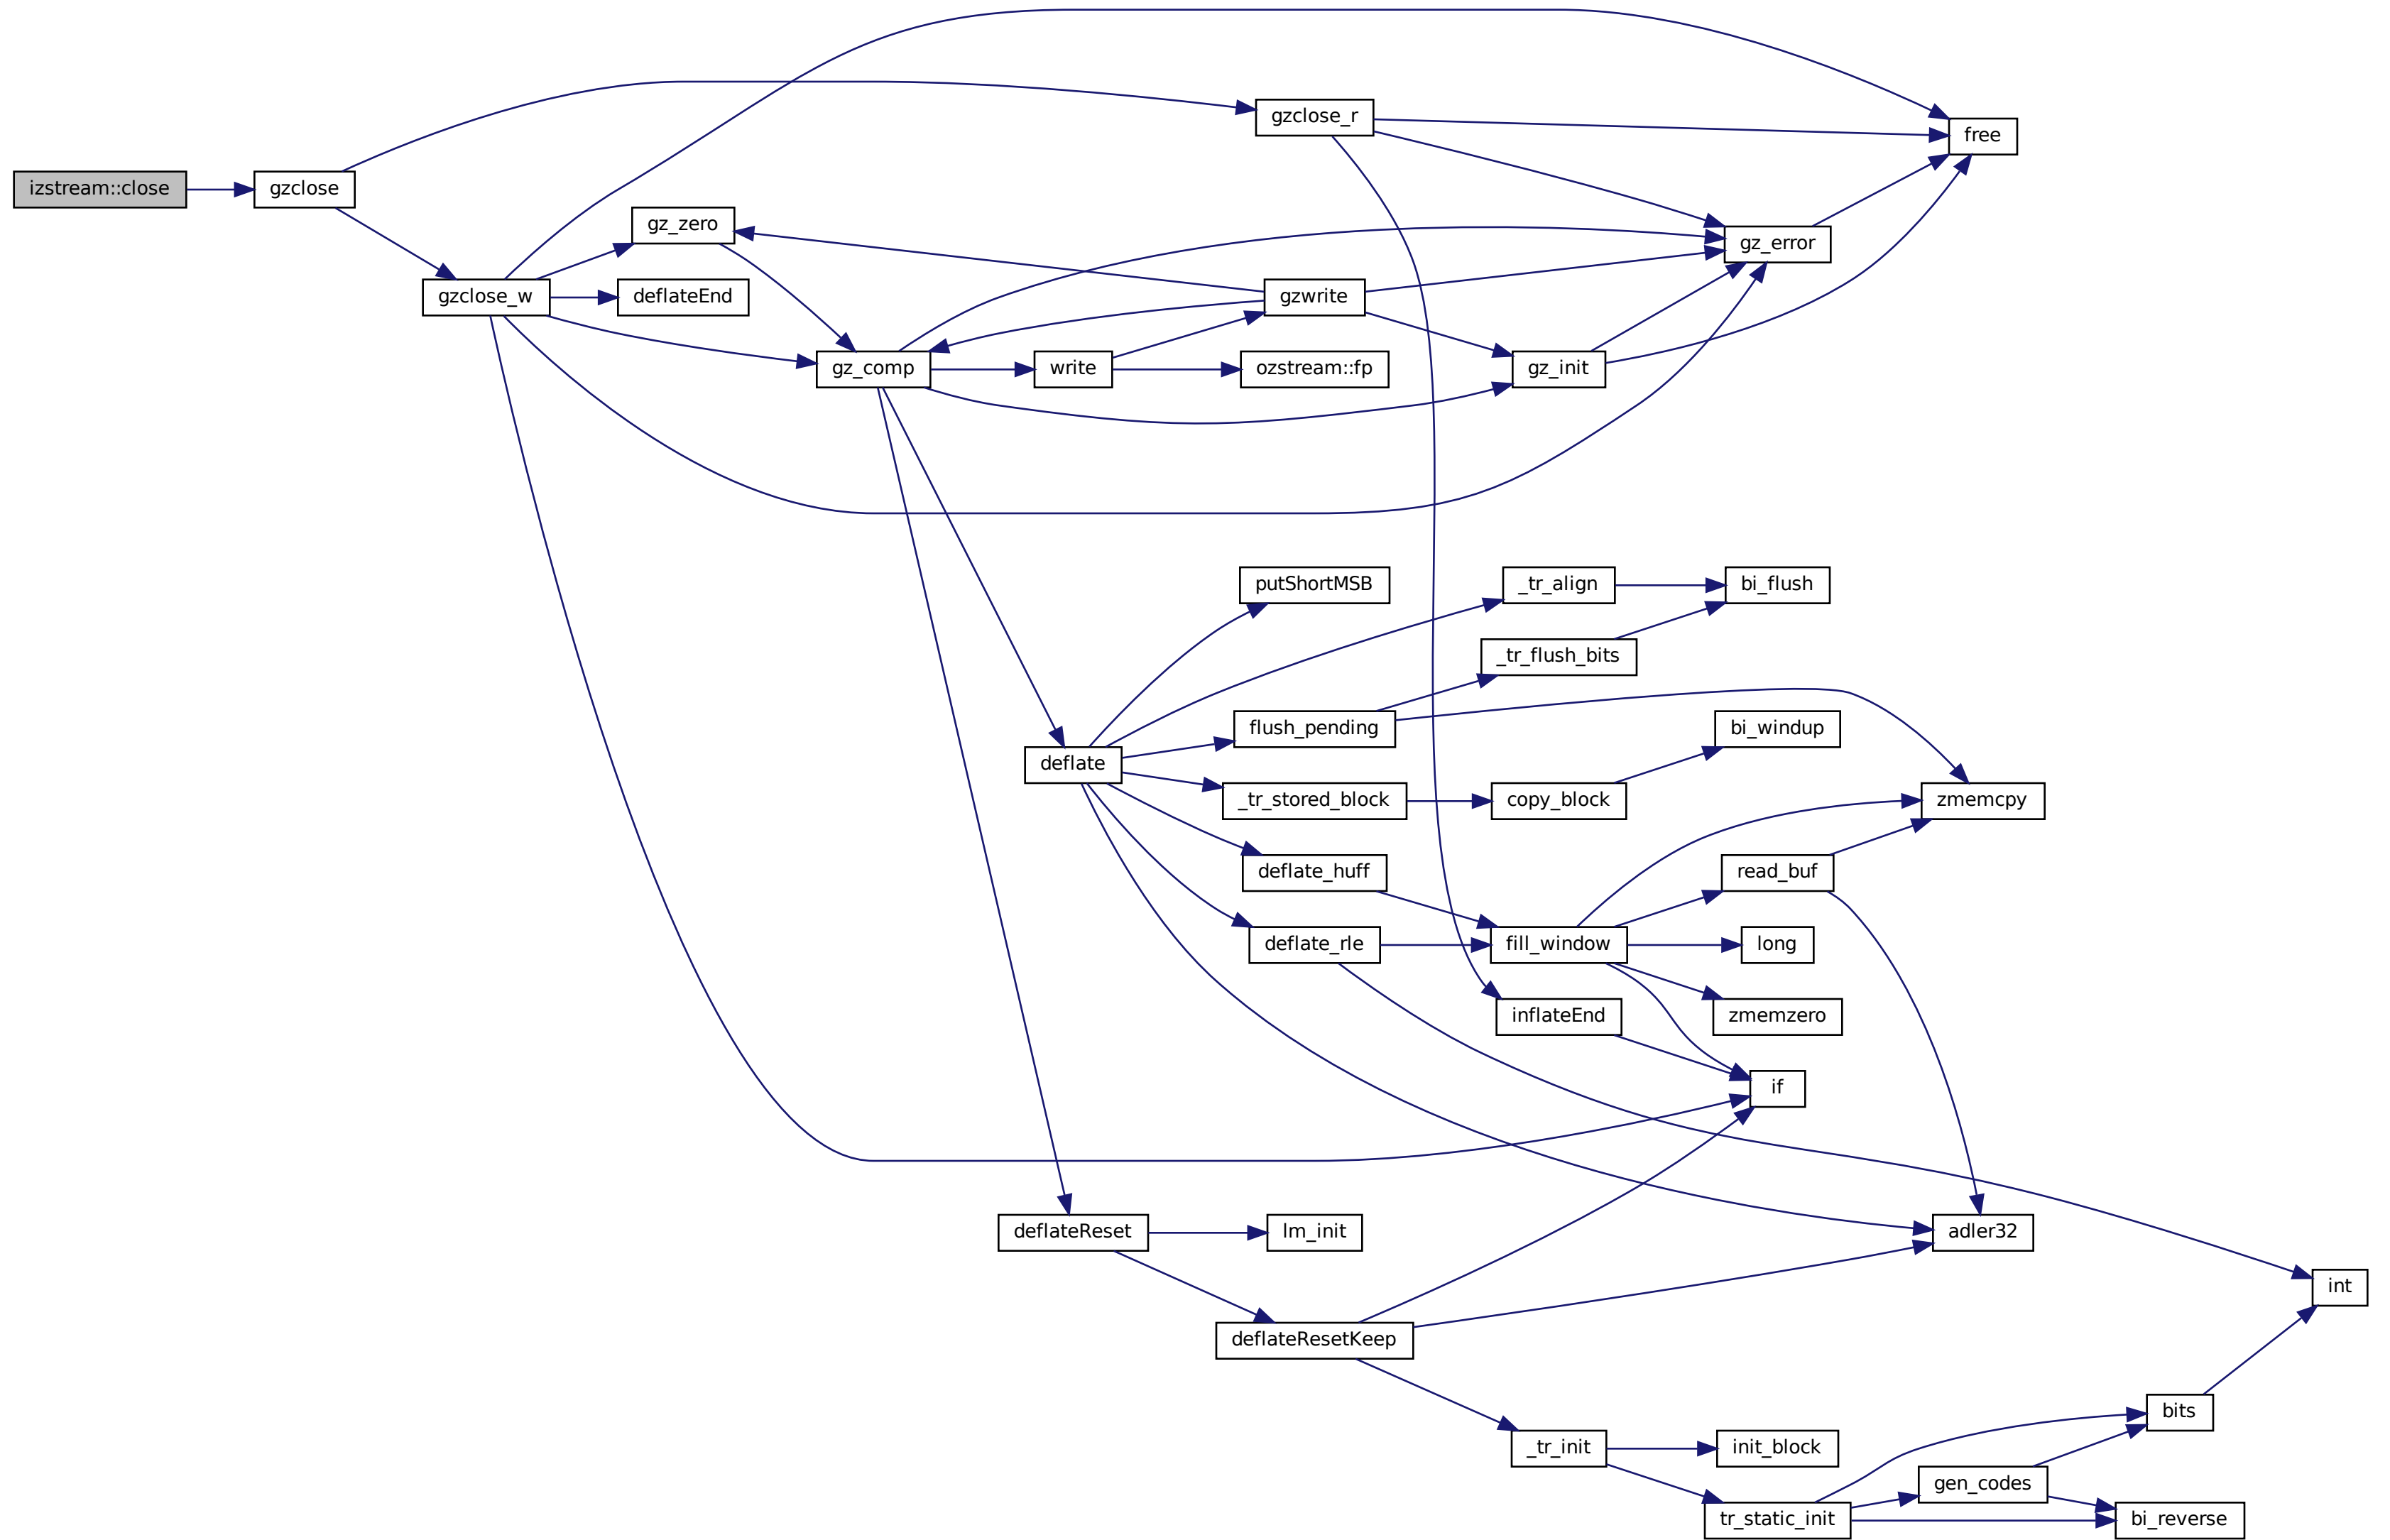 izstream::close
gzclose
gzclose_w
gz_zero
deflateEnd
gz_comp
write
gzclose_r
gzwrite
ozstream::fp
gz_init
gz_error
free
putShortMSB
_tr_align
bi_flush
_tr_flush_bits
flush_pending
bi_windup
deflate
_tr_stored_block
copy_block
zmemcpy
deflate_huff
read_buf
deflate_rle
fill_window
long
inflateEnd
zmemzero
if
deflateReset
lm_init
adler32
int
deflateResetKeep
bits
_tr_init
init_block
gen_codes
tr_static_init
bi_reverse